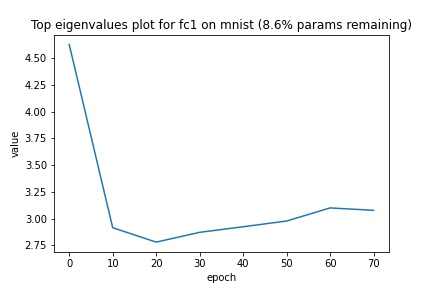 Top eigenvalues plot for fc1 on mnist (8.6% params remaining)
4.50
4.25
4.00
3.75
3.50
3.25
3.00
2.75
value
0 10 20 30 40 50 60 70
epoch